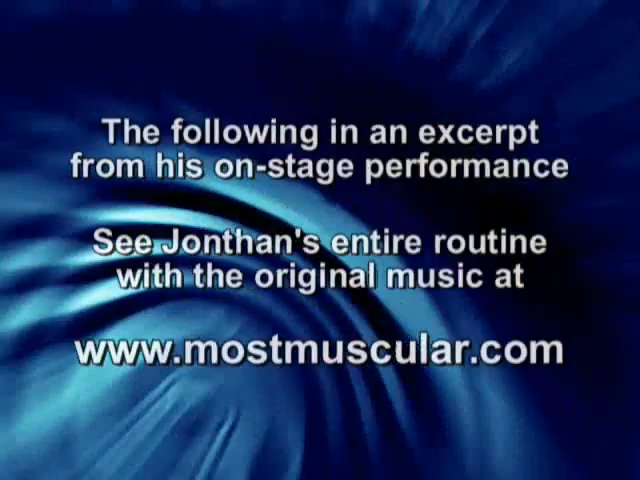 The following in an excerpt
from his on-stage performance
See Jonthan's entire routine
with the original music at
www.mostmuscular.com